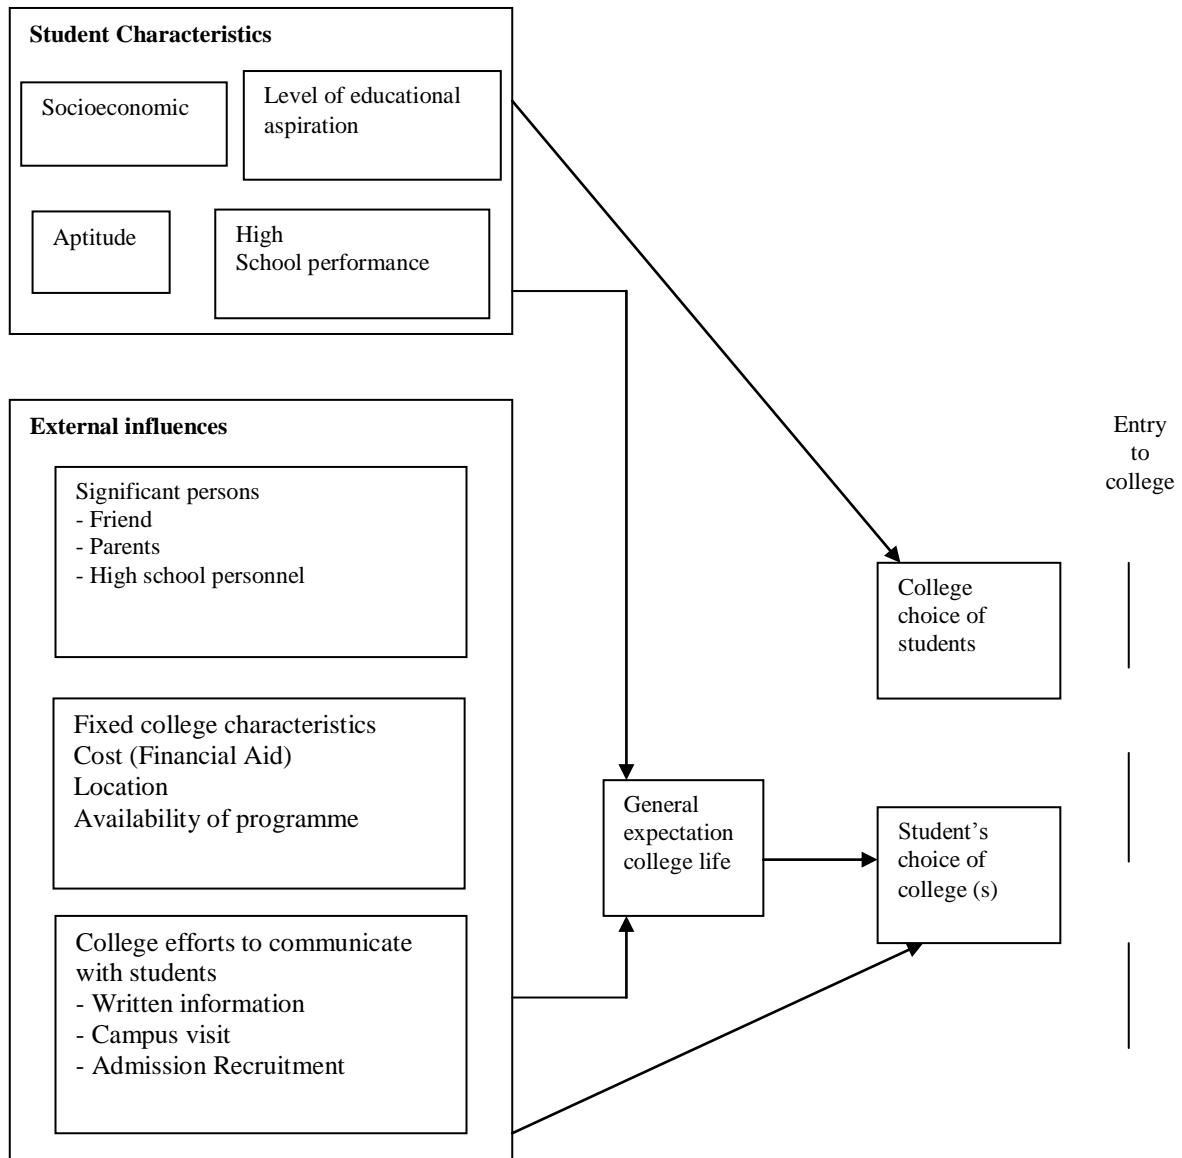 Student Characteristics
Socioeconomic
Level of educational
aspiration
Aptitude
High
School performance
External influences
Significant persons
- Friend
- Parents
- High school personnel
Fixed college characteristics
Cost (Financial Aid)
Location
Availability of programme
College efforts to communicate
with students
- Written information
- Campus visit
- Admission Recruitment
General
expectation
college life
College
choice of
students
Student’s
choice of
college (s)
Entry
to
college